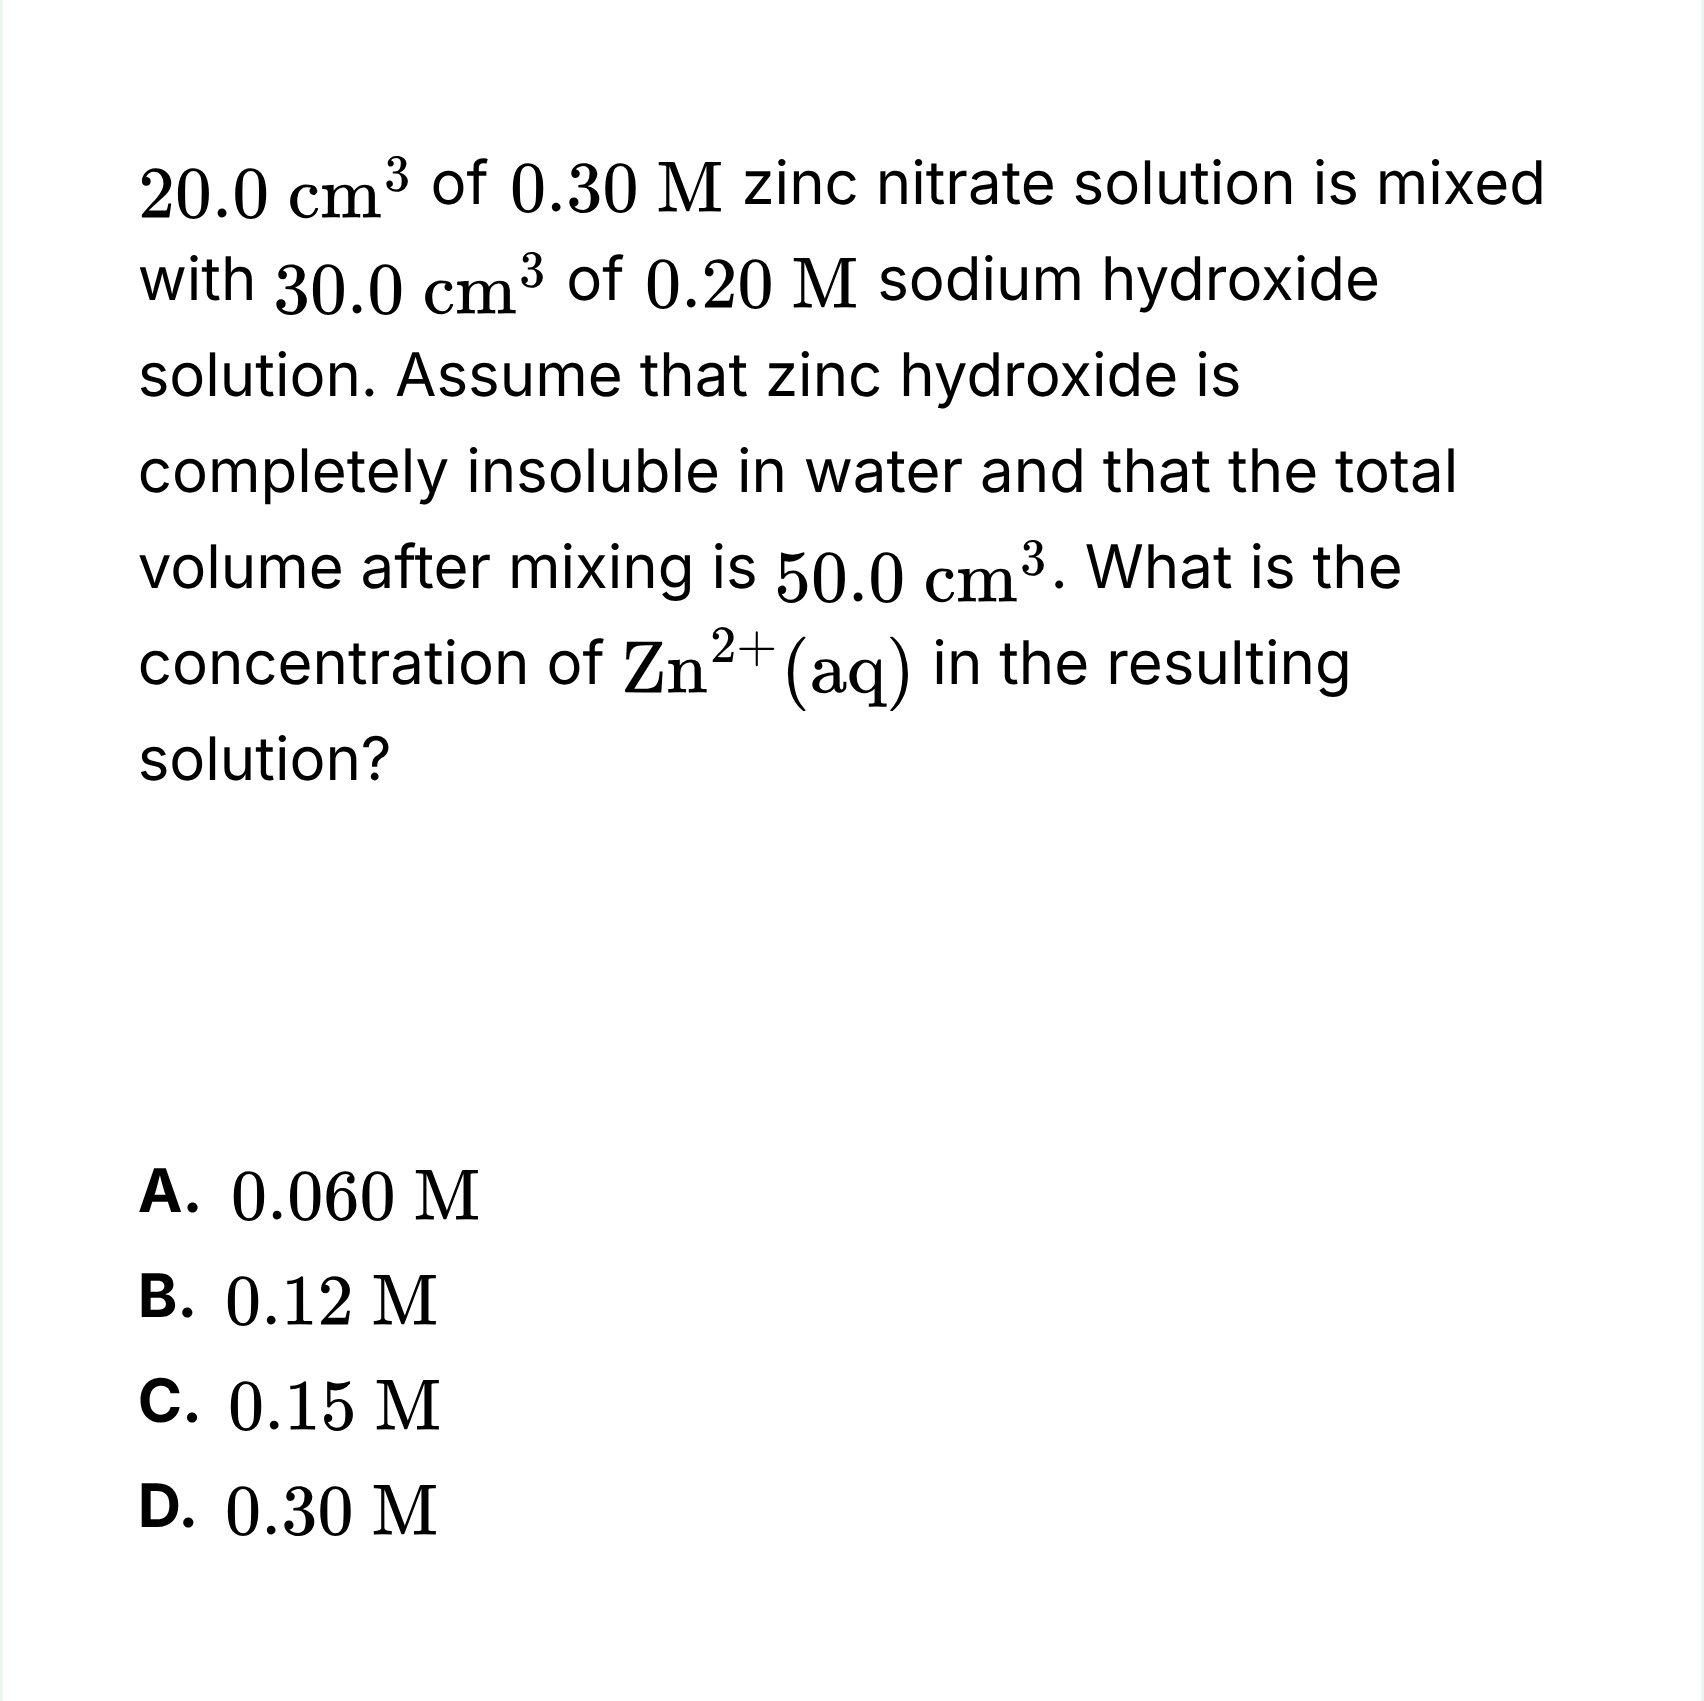 20.0 cm³ of 0.30 M zinc nitrate solution is mixed
with 30.0 cm³ of 0.20 M sodium hydroxide
solution. Assume that zinc hydroxide is
completely insoluble in water and that the total
volume after mixing is 50.0 cm³. What is the
concentration of Zn²⁺(aq) in the resulting
solution?
A. 0.060 M
B. 0.12 M
C. 0.15 M
D. 0.30 M